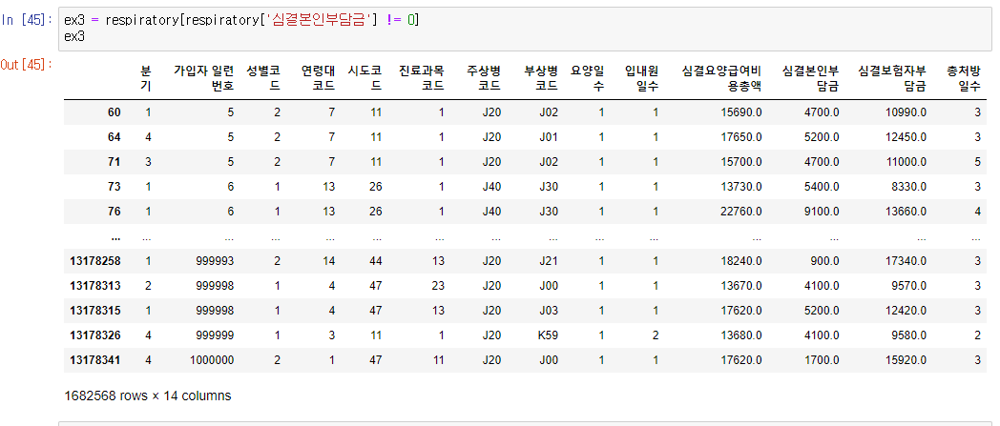 In [45]: ex3 = respiratory[respiratory['심결본인부담금'] != 0]
ex3
Out[45]:
분기 가입자 일련번호 성별코드 연령대코드 시도코드 진료과목코드 주상병코드 부상병코드 요양일수 입내원일수 심결요양급여비용총액 심결본인부담금 심결보험자부담금 총처방일수
60 1 5 2 7 11 1 J20 J02 1 1 15690.0 4700.0 10990.0 3
64 4 5 2 7 11 1 J20 J01 1 1 17650.0 5200.0 12450.0 3
71 3 5 2 7 11 1 J20 J02 1 1 15700.0 4700.0 11000.0 5
73 1 6 1 13 26 1 J40 J30 1 1 13730.0 5400.0 8330.0 3
76 1 6 1 13 26 1 J40 J30 1 1 22760.0 9100.0 13660.0 4
... ... ... ... ... ... ... ... ... ... ... ... ... ... ...
13178258 1 999993 2 14 44 13 J20 J21 1 1 18240.0 900.0 17340.0 3
13178313 2 999998 1 4 47 23 J20 J00 1 1 13670.0 4100.0 9570.0 3
13178315 1 999998 1 4 47 13 J20 J03 1 1 17620.0 5200.0 12420.0 3
13178326 4 999999 1 3 11 1 J20 K59 1 2 13680.0 4100.0 9580.0 2
13178341 4 1000000 2 1 47 11 J20 J00 1 1 17620.0 1700.0 15920.0 3
1682568 rows × 14 columns